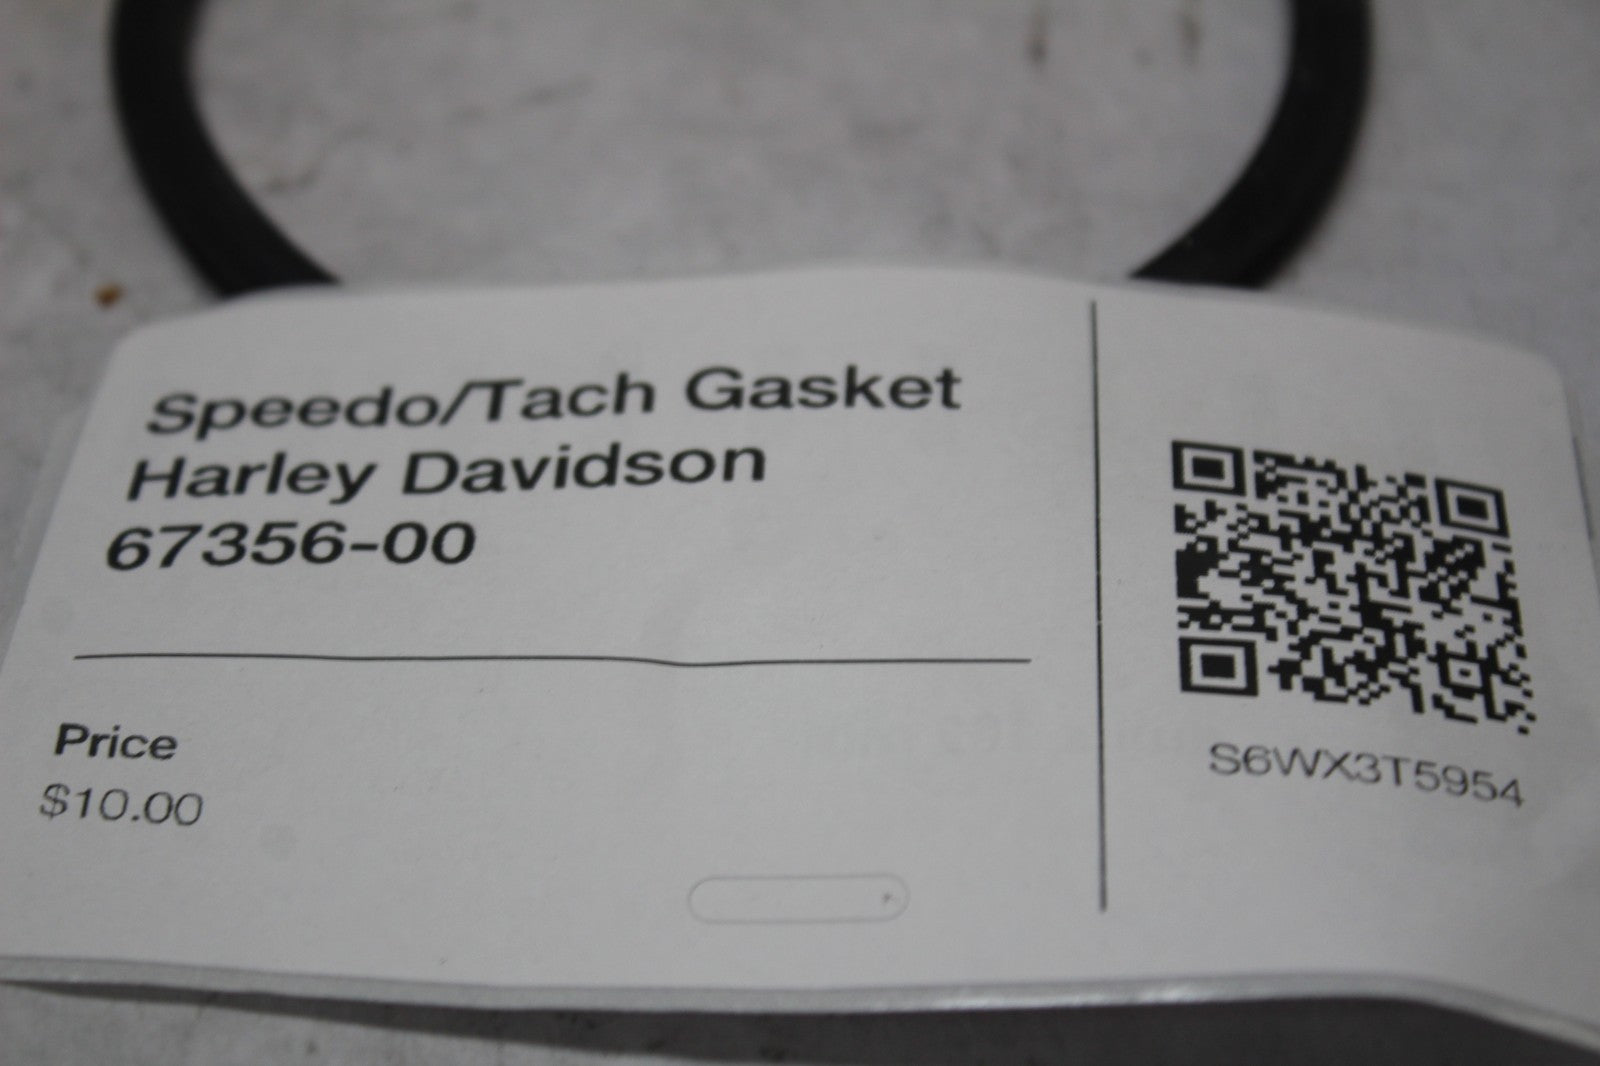 Speedo/Tach Gasket
Harley Davidson
67356-00
Price
$10.00
S6WX3T5954